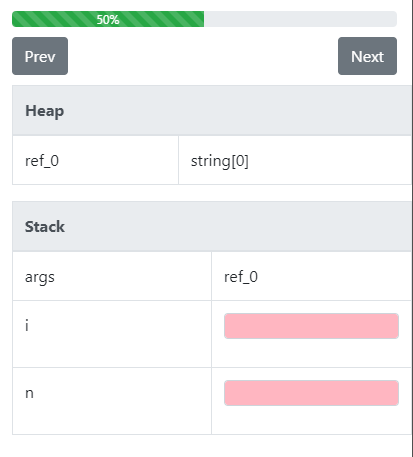 50%
Prev Next
Heap
ref_0 string[0]
Stack
args ref_0
i
n